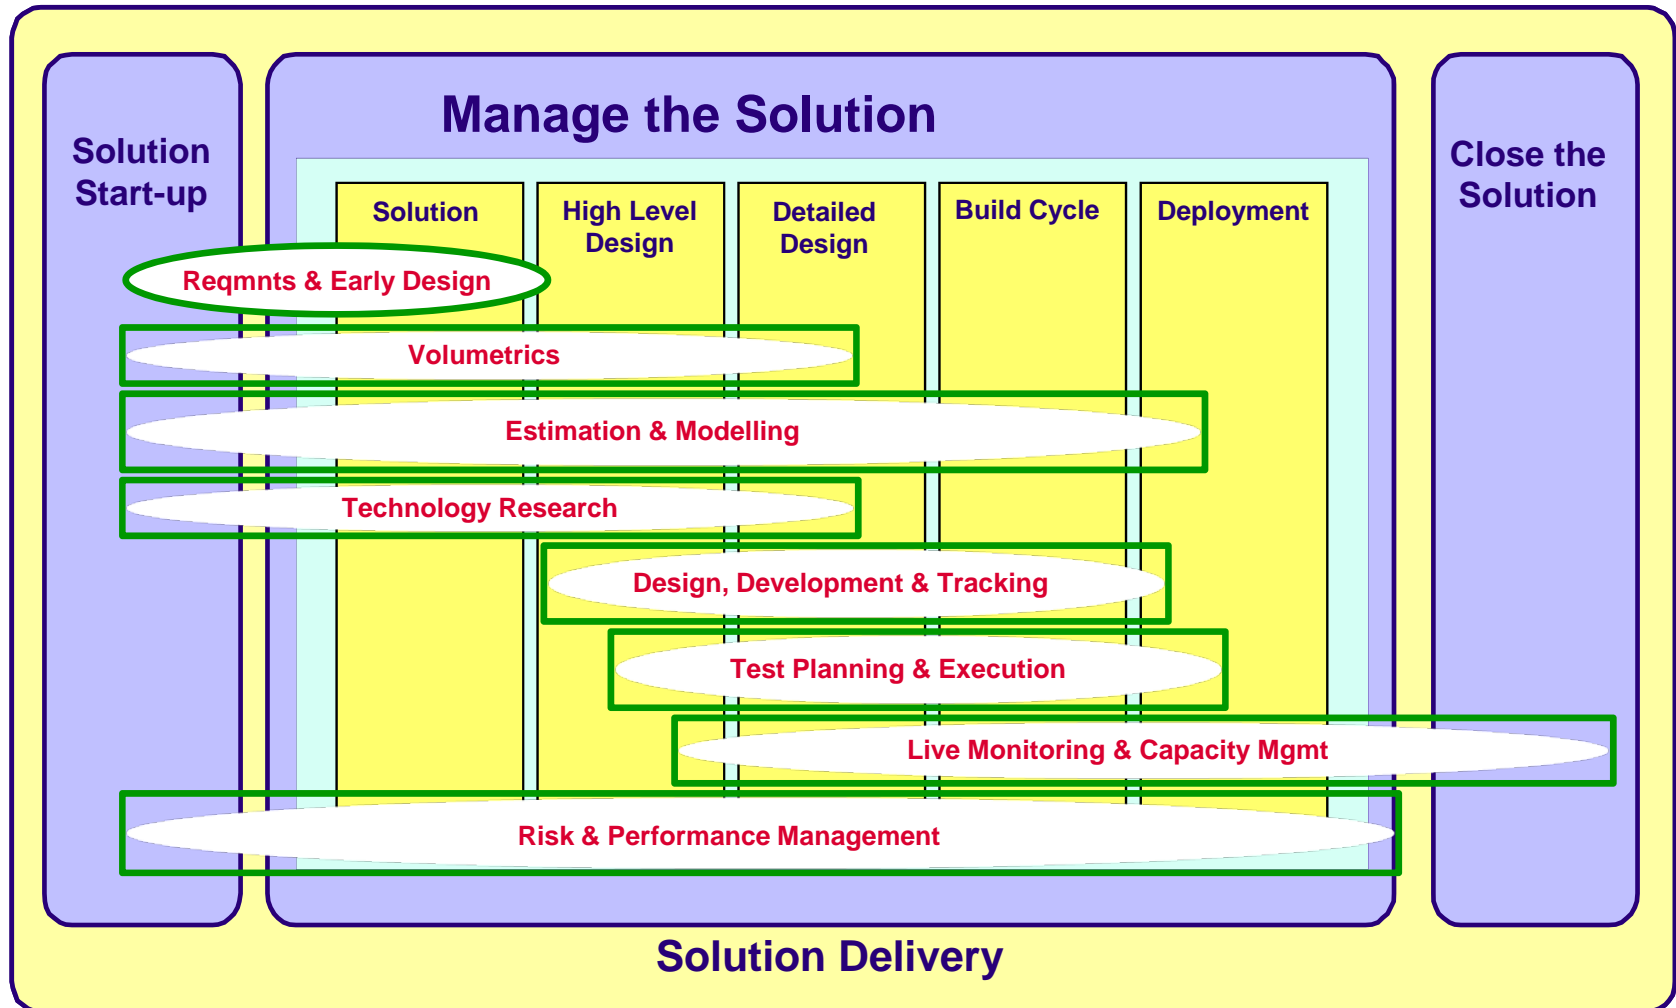 Manage the Solution
Solution
Start-up
Close the
Solution
Solution
High Level
Design
Detailed
Design
Build Cycle
Deployment
Reqmnts & Early Design
Volumetrics
Estimation & Modelling
Technology Research
Design, Development & Tracking
Test Planning & Execution
Live Monitoring & Capacity Mgmt
Risk & Performance Management
Solution Delivery